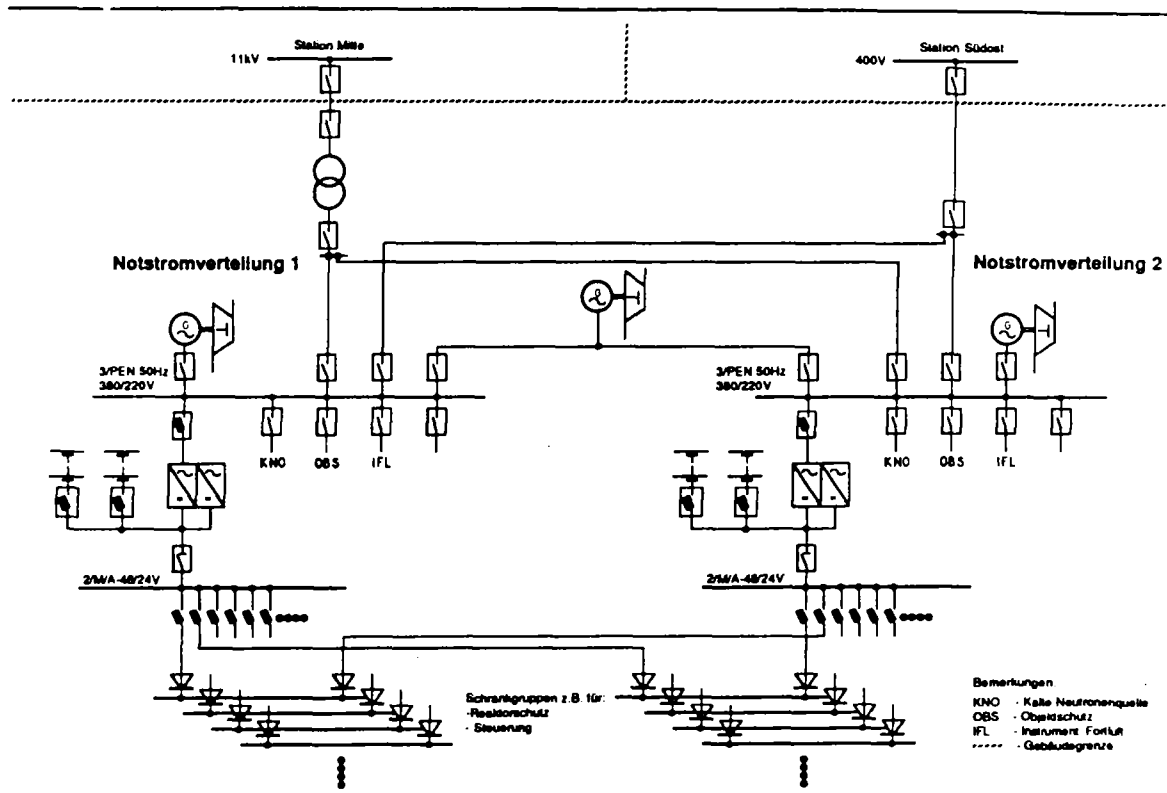 Station Mitte
11kV
Station Südost
400V
Notstromverteilung 1
Notstromverteilung 2
G
G
G
3/PEN 50Hz
380/220V
3/PEN 50Hz
380/220V
KNO OBS IFL
KNO OBS IFL
2/M/A-48/24V
2/M/A-48/24V
Schrankgruppen z.B. für:
-Reaktorschutz
- Steuerung
Bemerkungen
KNO - Kalte Neutronenquelle
OBS - Objektschutz
IFL - Instrument Fortluft
----- - Gebäudegrenze